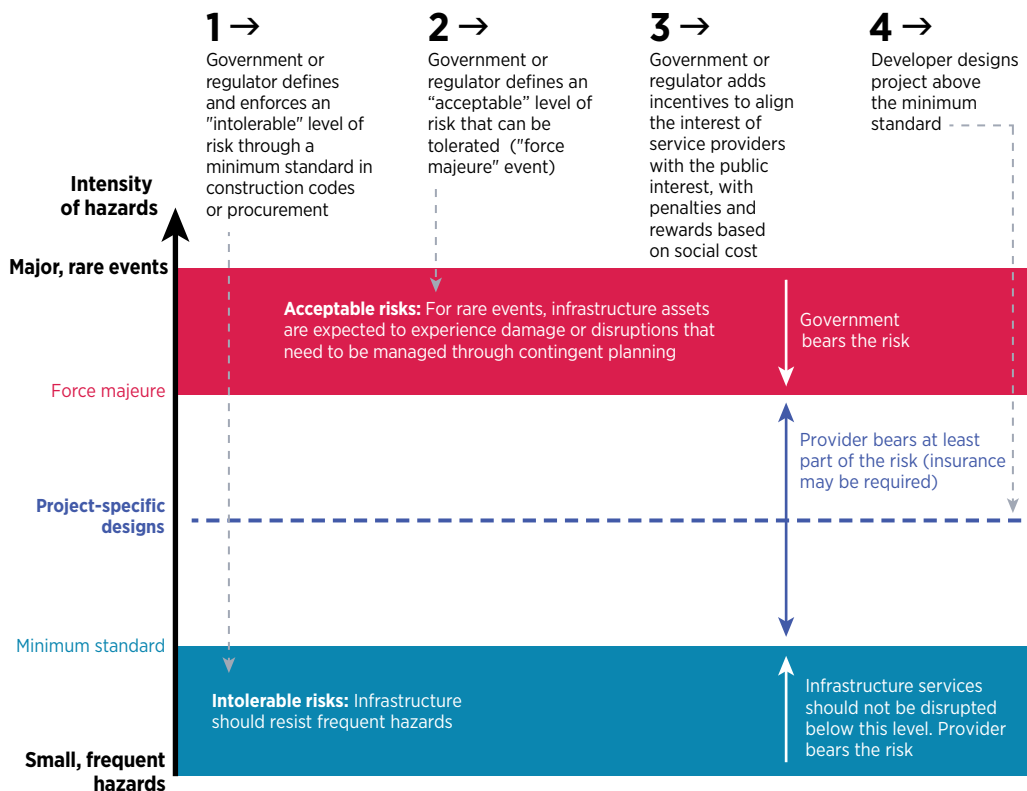 1 →
Government or
regulator defines
and enforces an
"intolerable" level of
risk through a
minimum standard in
construction codes
or procurement
2 →
Government or
regulator defines an
“acceptable” level of
risk that can be
tolerated ("force
majeure" event)
3 →
Government or
regulator adds
incentives to align
the interest of
service providers
with the public
interest, with
penalties and
rewards based
on social cost
4 →
Developer designs
project above
the minimum
standard
Intensity
of hazards
Major, rare events
Acceptable risks: For rare events, infrastructure assets
are expected to experience damage or disruptions that
need to be managed through contingent planning
Government
bears the risk
Force majeure
Provider bears at least
part of the risk (insurance
may be required)
Project-specific
designs
Minimum standard
Intolerable risks: Infrastructure
should resist frequent hazards
Infrastructure services
should not be disrupted
below this level. Provider
bears the risk
Small, frequent
hazards